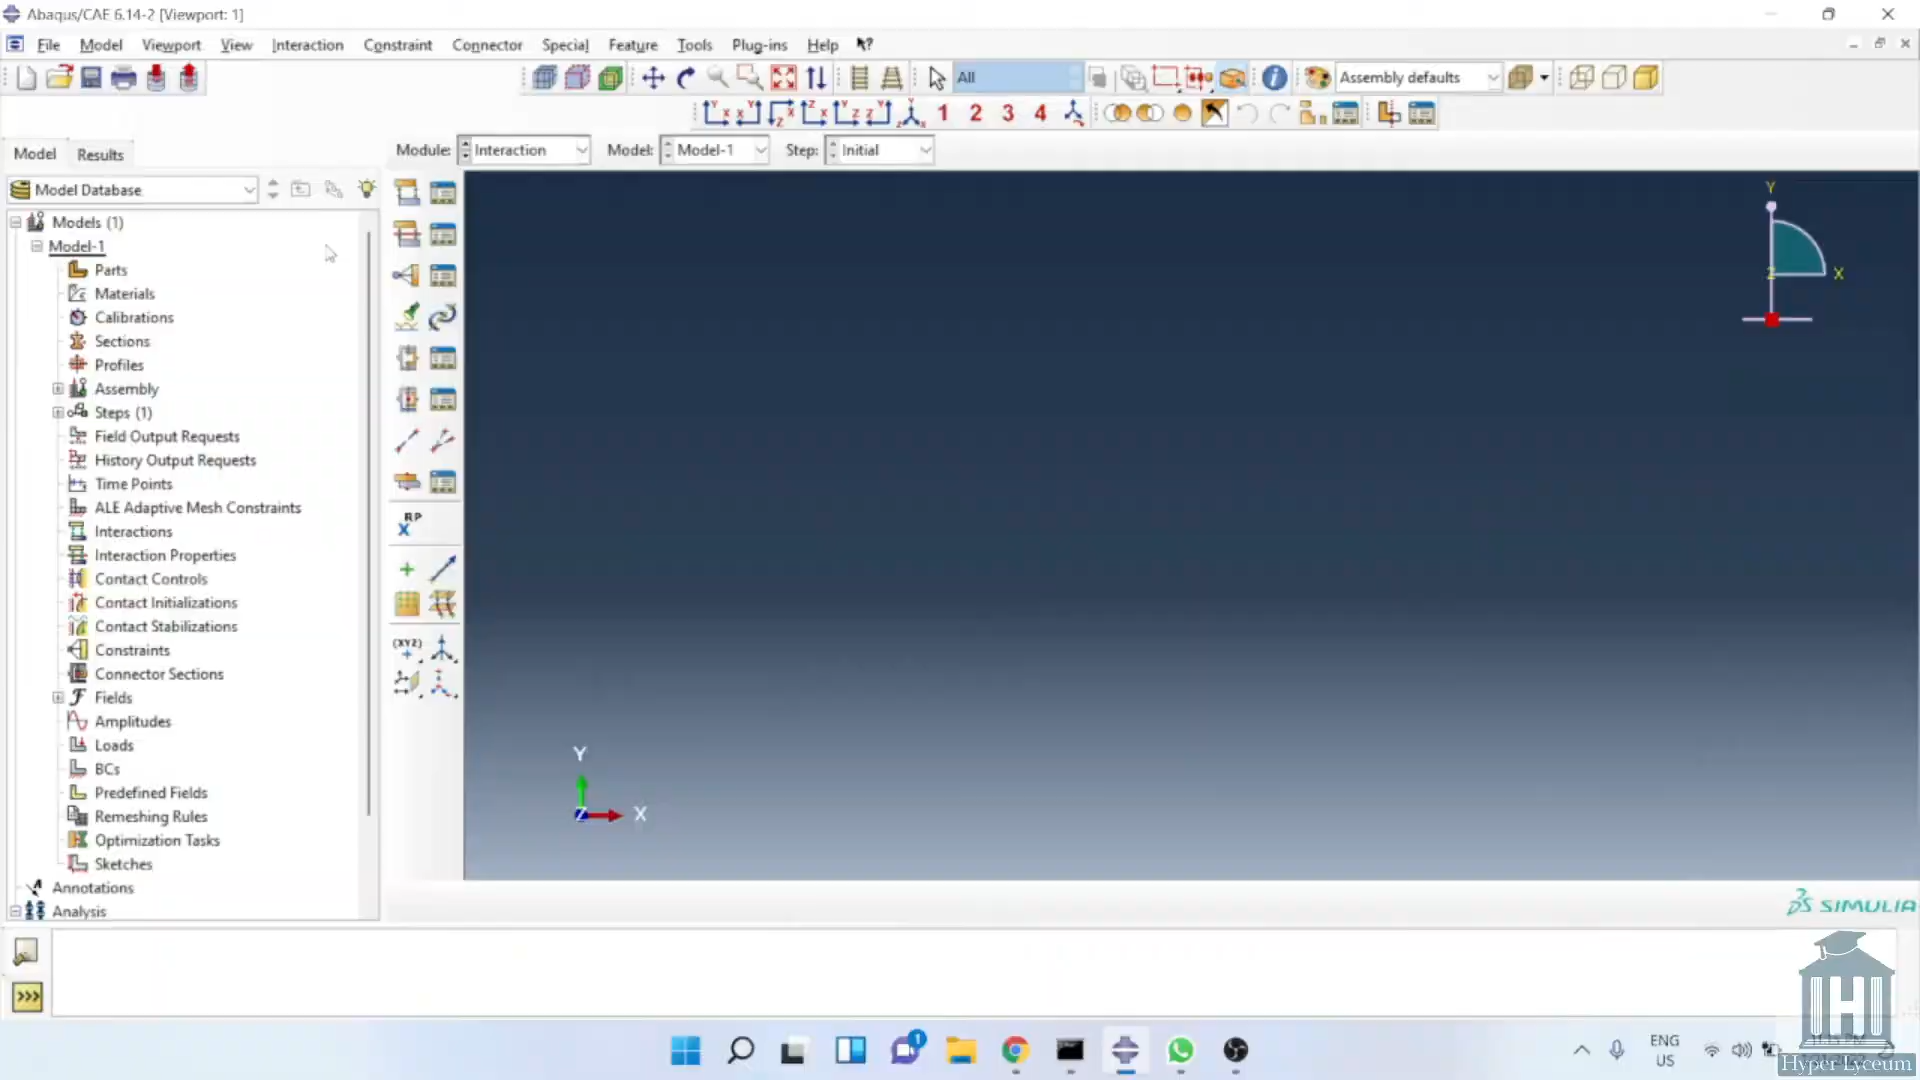 Abaqus/CAE 6.14-2 [Viewport: 1]
File Model Viewport View Interaction Constraint Connector Special Feature Tools Plug-ins Help
All
Assembly defaults
1 2 3 4
Model Results
Module: Interaction Model: Model-1 Step: Initial
Model Database
Models (1)
Model-1
Parts
Materials
Calibrations
Sections
Profiles
Assembly
Steps (1)
Field Output Requests
History Output Requests
Time Points
ALE Adaptive Mesh Constraints
Interactions
Interaction Properties
Contact Controls
Contact Initializations
Contact Stabilizations
Constraints
Connector Sections
Fields
Amplitudes
Loads
BCs
Predefined Fields
Remeshing Rules
Optimization Tasks
Sketches
Annotations
Analysis
RP
(XYZ)
Y
X
Z
Y
X
Z
SIMULIA
>>>
1
ENG
US
Hyper Lyceum